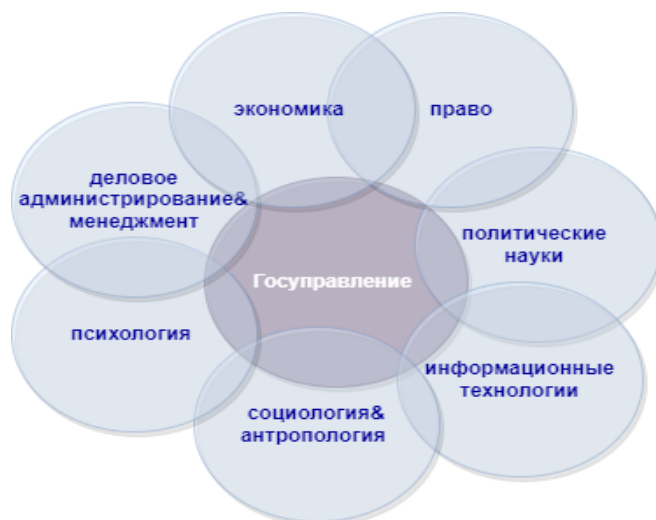 экономика
право
деловое
администрирование&
менеджмент
политические
науки
Госуправление
психология
информационные
технологии
социология&
антропология